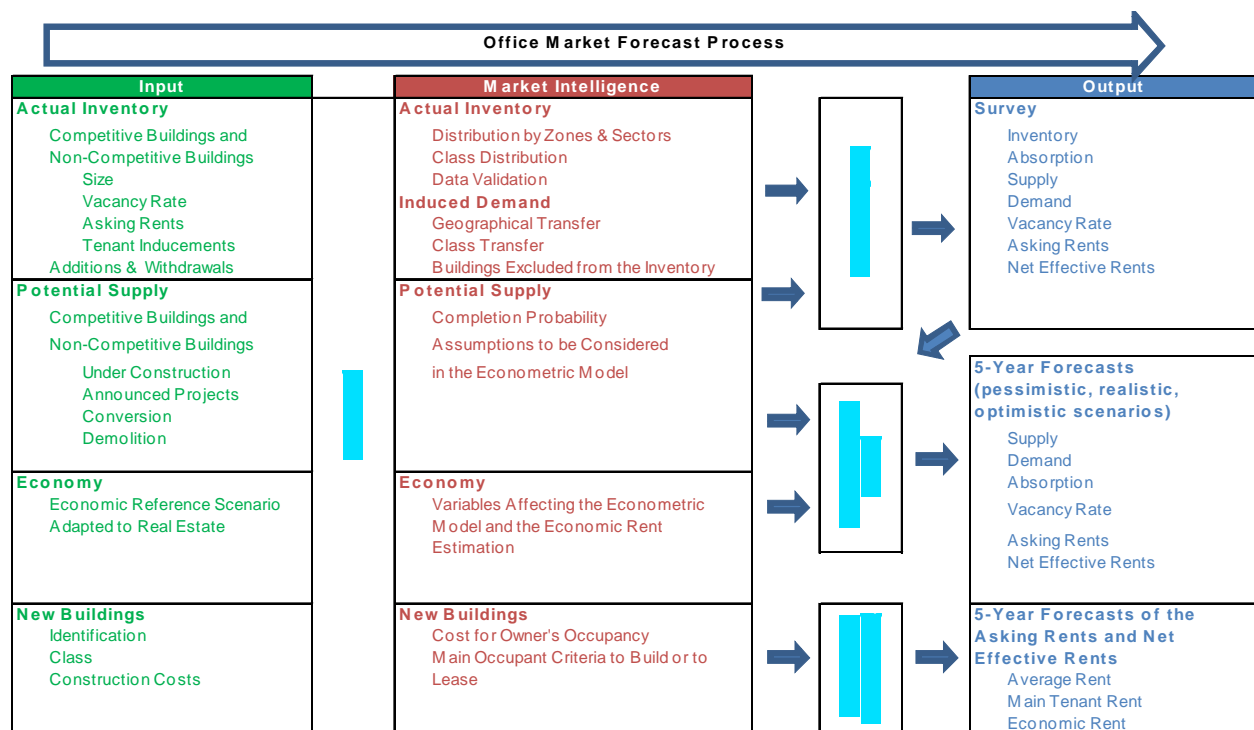 Office Market Forecast Process
Input
Actual Inventory
Competitive Buildings and
Non-Competitive Buildings
Size
Vacancy Rate
Asking Rents
Tenant Inducements
Additions & Withdrawals
Potential Supply
Competitive Buildings and
Non-Competitive Buildings
Under Construction
Announced Projects
Conversion
Demolition
Economy
Economic Reference Scenario
Adapted to Real Estate
New Buildings
Identification
Class
Construction Costs
Market Intelligence
Actual Inventory
Distribution by Zones & Sectors
Class Distribution
Data Validation
Induced Demand
Geographical Transfer
Class Transfer
Buildings Excluded from the Inventory
Potential Supply
Completion Probability
Assumptions to be Considered
in the Econometric Model
Economy
Variables Affecting the Econometric
Model and the Economic Rent
Estimation
New Buildings
Cost for Owner's Occupancy
Main Occupant Criteria to Build or to
Lease
Output
Survey
Inventory
Absorption
Supply
Demand
Vacancy Rate
Asking Rents
Net Effective Rents
5-Year Forecasts
(pessimistic, realistic,
optimistic scenarios)
Supply
Demand
Absorption
Vacancy Rate
Asking Rents
Net Effective Rents
5-Year Forecasts of the
Asking Rents and Net
Effective Rents
Average Rent
Main Tenant Rent
Economic Rent